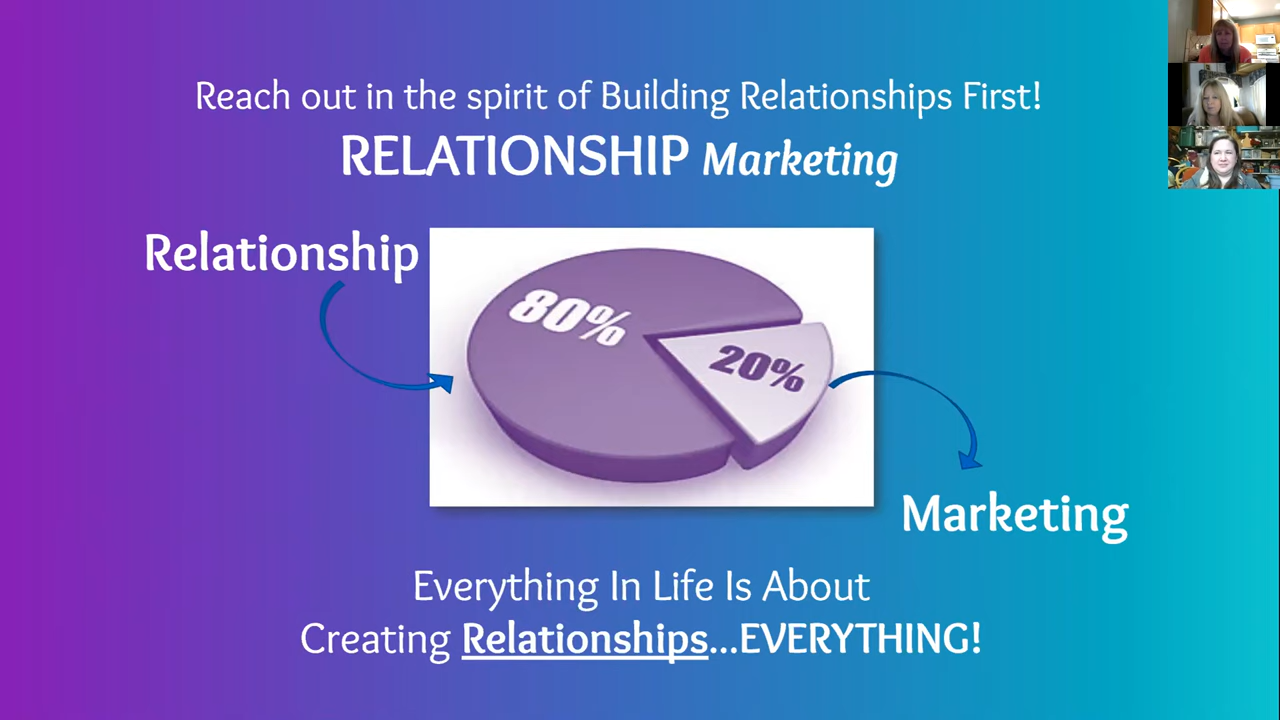 Reach out in the spirit of Building Relationships First!
RELATIONSHIP Marketing
Relationship
80%
20%
Marketing
Everything In Life Is About
Creating Relationships...EVERYTHING!